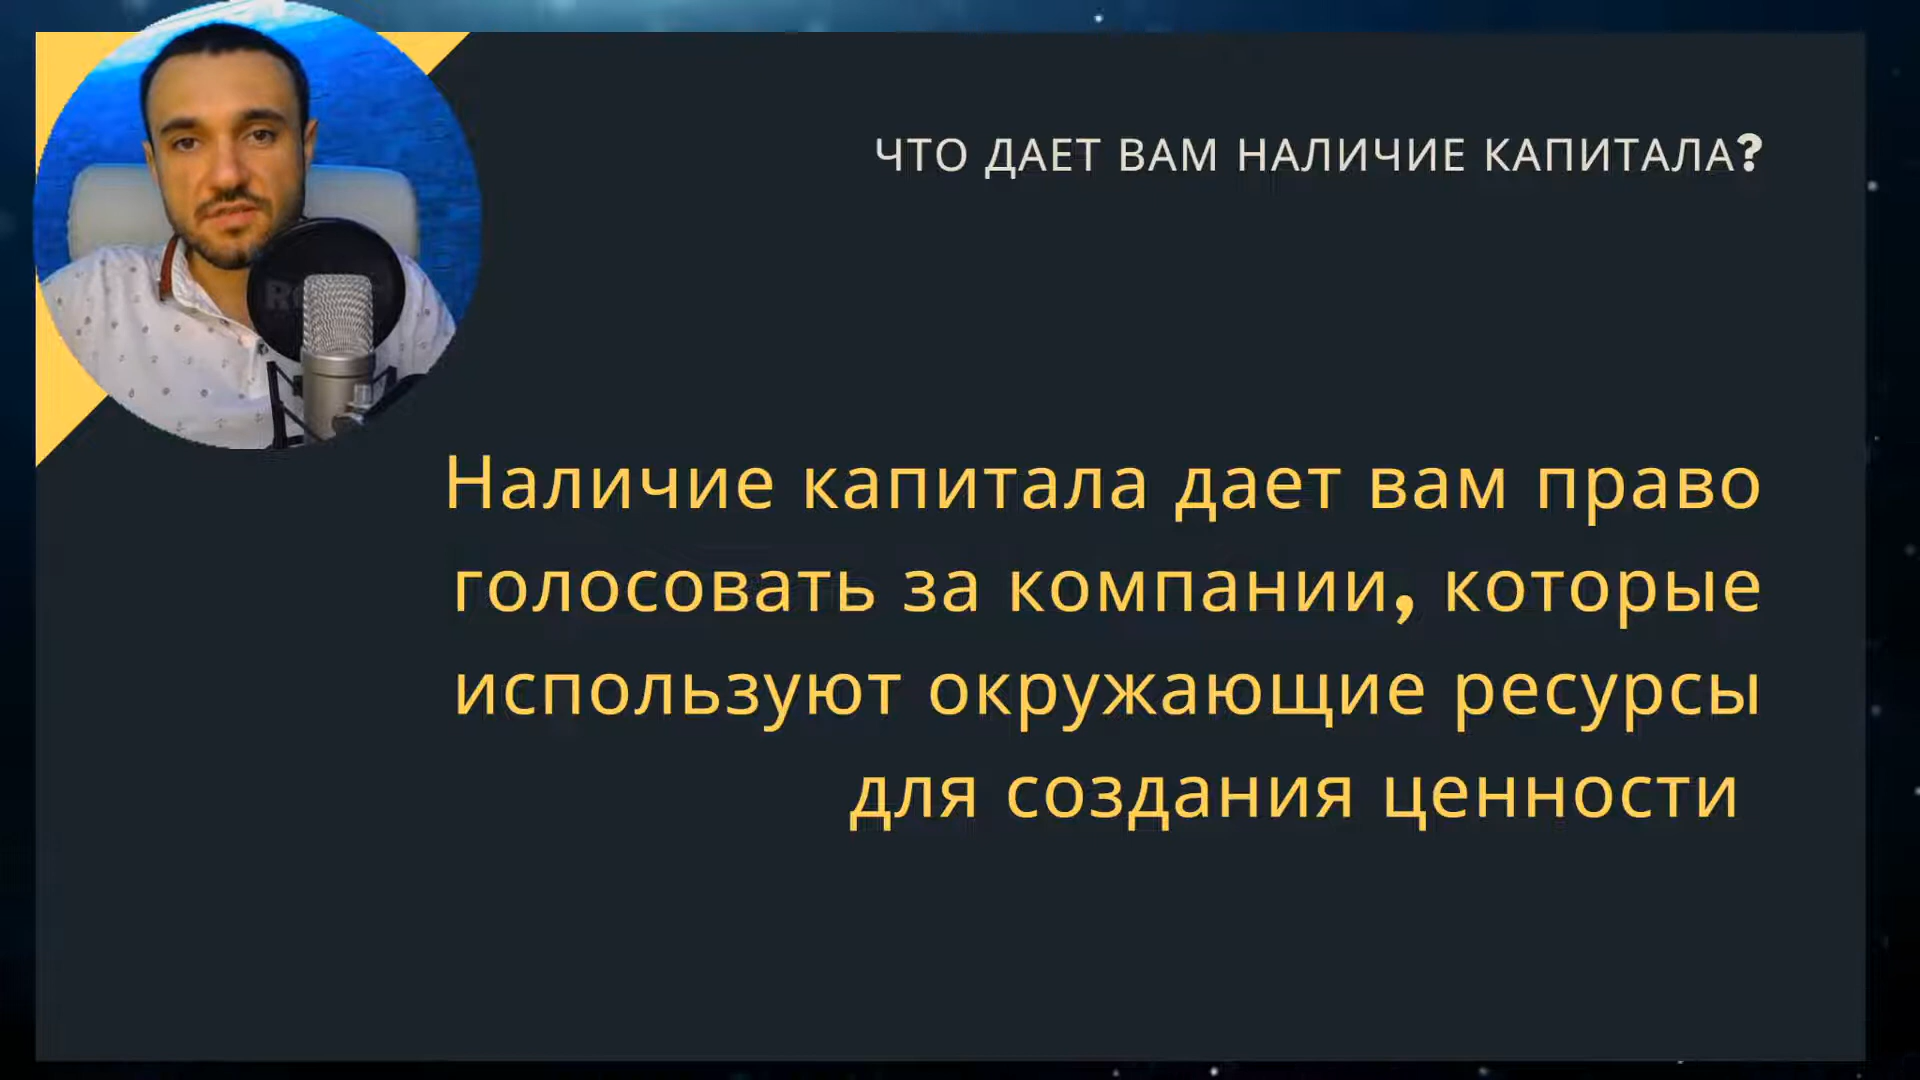 ЧТО ДАЕТ ВАМ НАЛИЧИЕ КАПИТАЛА?
Наличие капитала дает вам право
голосовать за компании, которые
используют окружающие ресурсы
для создания ценности